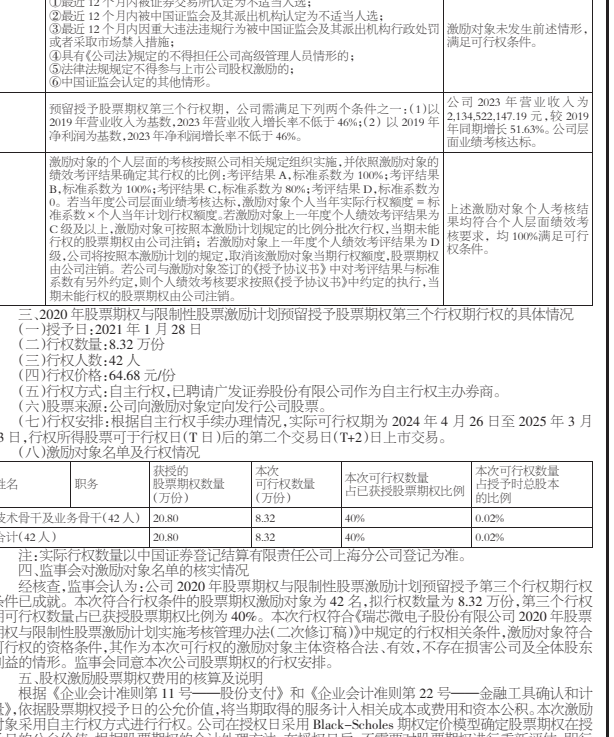 ①最近 12 个月内被证券交易所认定为不适当人选；
②最近 12 个月内被中国证监会及其派出机构认定为不适当人选；
③最近 12 个月内因重大违法违规行为被中国证监会及其派出机构行政处罚
或者采取市场禁入措施；
④具有《公司法》规定的不得担任公司高级管理人员情形的；
⑤法律法规规定不得参与上市公司股权激励的；
⑥中国证监会认定的其他情形。
激励对象未发生前述情形，
满足可行权条件。
预留授予股票期权第三个行权期，公司需满足下列两个条件之一：(1)以
2019 年营业收入为基数，2023 年营业收入增长率不低于 46%；(2) 以 2019 年
净利润为基数，2023 年净利润增长率不低于 46%。
公司 2023 年营业收入为
2,134,522,147.19 元，较 2019
年同期增长 51.63%。公司层
面业绩考核达标。
激励对象的个人层面的考核按照公司相关规定组织实施，并依照激励对象的
绩效考评结果确定其行权的比例：考评结果 A，标准系数为 100%；考评结果
B，标准系数为 100%；考评结果 C，标准系数为 80%；考评结果 D，标准系数为
0。若当年度公司层面业绩考核达标，激励对象个人当年实际行权额度 = 标
准系数 × 个人当年计划行权额度。若激励对象上一年度个人绩效考评结果为
C 级及以上，激励对象可按照本激励计划规定的比例分批次行权，当期未能
行权的股票期权由公司注销；若激励对象上一年度个人绩效考评结果为 D
级，公司将按照本激励计划的规定，取消该激励对象当期行权额度，股票期权
由公司注销。若公司与激励对象签订的《授予协议书》中对考评结果与标准
系数有另外约定，则个人绩效考核要求按照《授予协议书》中约定的执行，当
期未能行权的股票期权由公司注销。
上述激励对象个人考核结
果均符合个人层面绩效考
核要求，均 100%满足可行
权条件。
三、2020 年股票期权与限制性股票激励计划预留授予股票期权第三个行权期行权的具体情况
(一)授予日：2021 年 1 月 28 日
(二)行权数量：8.32 万份
(三)行权人数：42 人
(四)行权价格：64.68 元/份
(五)行权方式：自主行权，已聘请广发证券股份有限公司作为自主行权主办券商。
(六)股票来源：公司向激励对象定向发行公司股票。
(七)行权安排：根据自主行权手续办理情况，实际可行权期为 2024 年 4 月 26 日至 2025 年 3 月
日，行权所得股票可于行权日(T 日)后的第二个交易日(T+2)日上市交易。
(八)激励对象名单及行权情况
姓名 职务 获授的股票期权数量(万份) 本次可行权数量(万份) 本次可行权数量占已获授股票期权比例 本次可行权数量占授予时总股本的比例
技术骨干及业务骨干(42 人) 20.80 8.32 40% 0.02%
合计(42 人) 20.80 8.32 40% 0.02%
注：实际行权数量以中国证券登记结算有限责任公司上海分公司登记为准。
四、监事会对激励对象名单的核实情况
经核查，监事会认为：公司 2020 年股票期权与限制性股票激励计划预留授予第三个行权期行权
条件已成就。本次符合行权条件的股票期权激励对象为 42 名，拟行权数量为 8.32 万份，第三个行权
期可行权数量占已获授股票期权比例为 40%。本次行权符合《瑞芯微电子股份有限公司 2020 年股票
期权与限制性股票激励计划实施考核管理办法(二次修订稿)》中规定的行权相关条件，激励对象符合
可行权的资格条件，其作为本次可行权的激励对象主体资格合法、有效，不存在损害公司及全体股东
利益的情形。监事会同意本次公司股票期权的行权安排。
五、股权激励股票期权费用的核算及说明
根据《企业会计准则第 11 号——股份支付》和《企业会计准则第 22 号——金融工具确认和计
量》，依据股票期权授予日的公允价值，将当期取得的服务计入相关成本或费用和资本公积。本次激励
对象采用自主行权方式进行行权。公司在授权日采用 Black-Scholes 期权定价模型确定股票期权在授